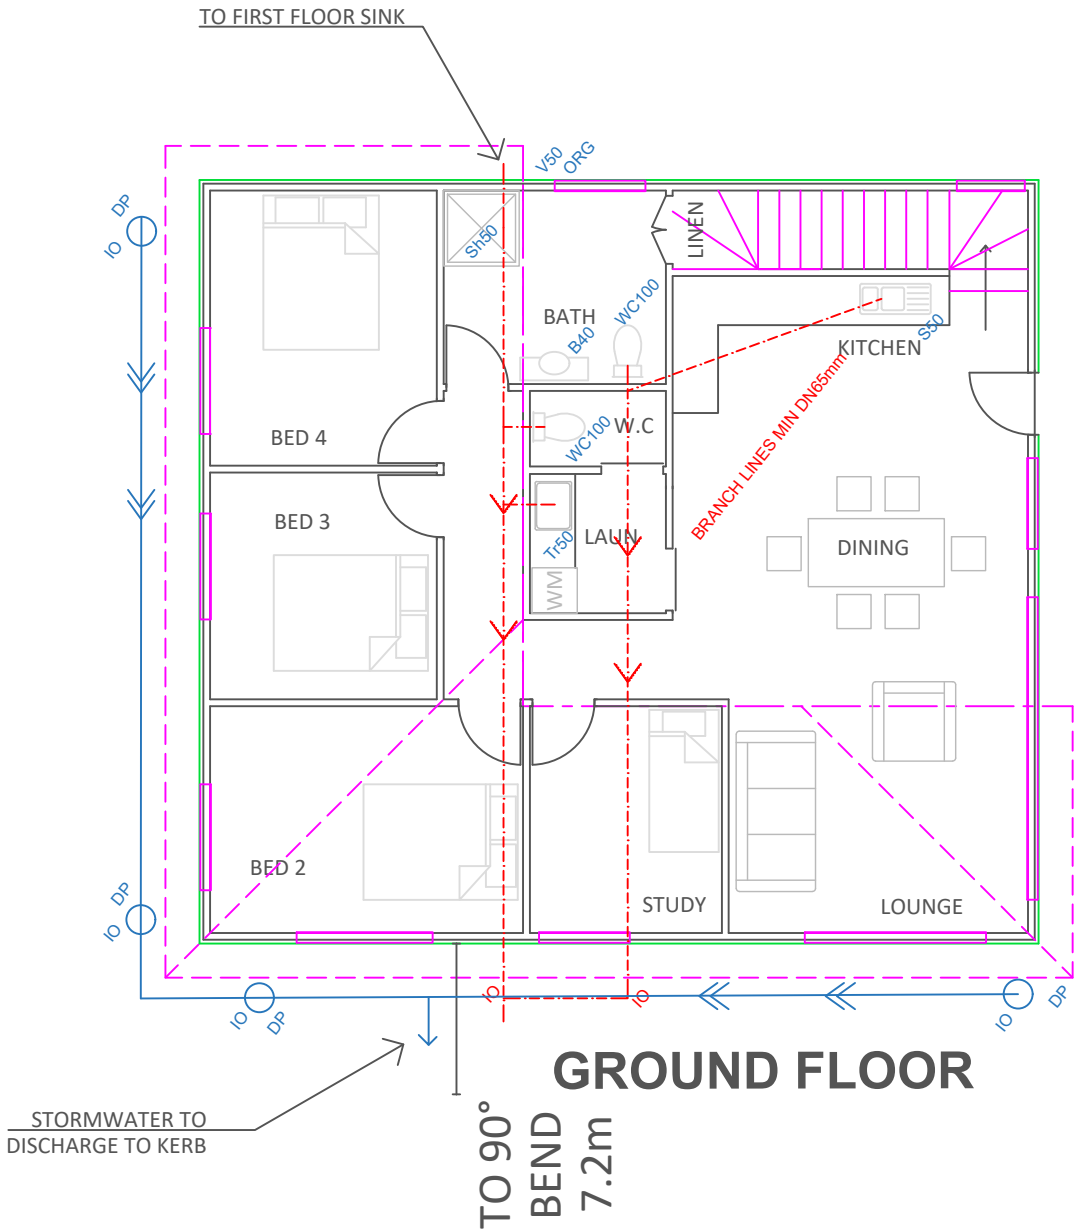 TO FIRST FLOOR SINK
V50
ORG
DP
IO
Sh50
LINEN
BATH
WC100
B40
S50
KITCHEN
BED 4
W.C
WC100
BRANCH LINES MIN DN65mm
BED 3
LAUN
Tr50
DINING
WM
BED 2
STUDY
LOUNGE
DP
IO
IO
DP
IO
IO
IO
DP
GROUND FLOOR
STORMWATER TO
DISCHARGE TO KERB
TO 90°
BEND
7.2m